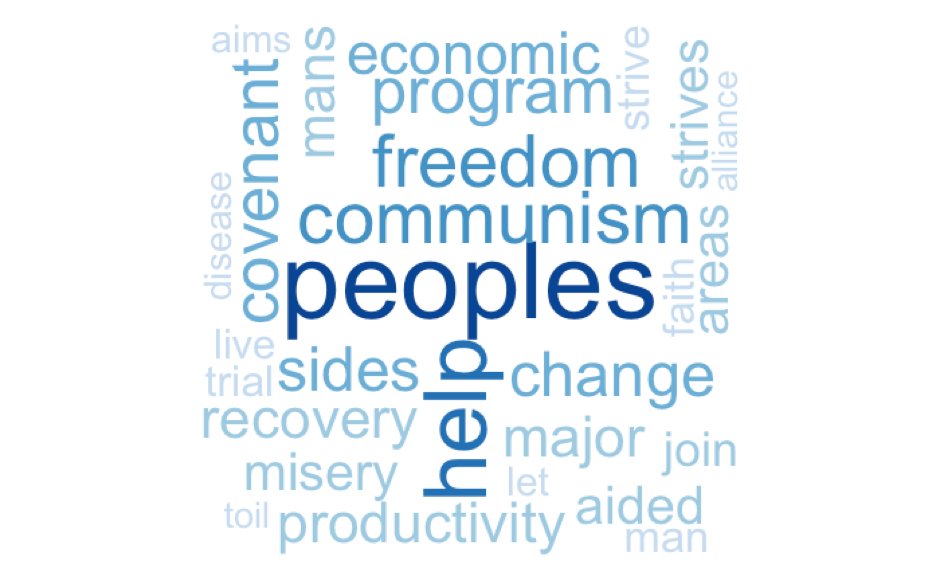 aims
mans
economic
strive
strives
covenant
program
alliance
freedom
disease
communism
areas
peoples
faith
live
help
sides
change
trial
recovery
major
join
misery
let
toil
productivity
aided
man